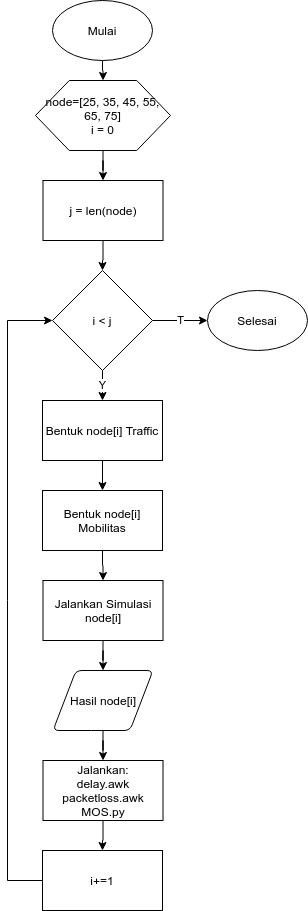 Mulai
node=[25, 35, 45, 55,
65, 75]
i = 0
j = len(node)
i < j
T
Selesai
Y
Bentuk node[i] Traffic
Bentuk node[i]
Mobilitas
Jalankan Simulasi
node[i]
Hasil node[i]
Jalankan:
delay.awk
packetloss.awk
MOS.py
i+=1